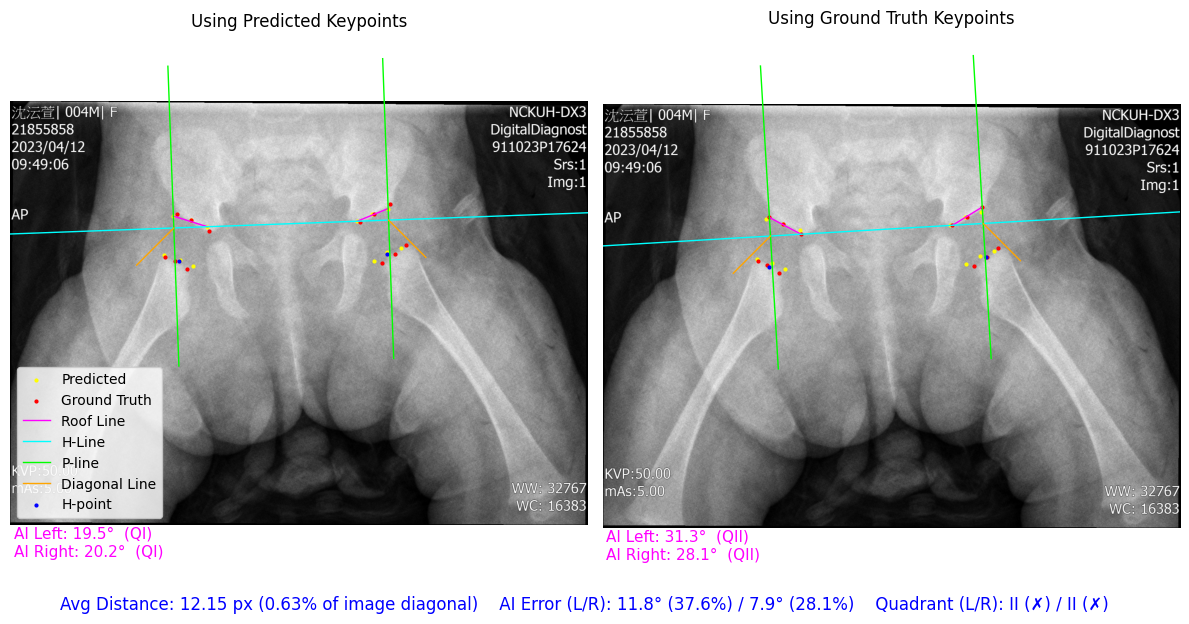 Using Predicted Keypoints
沈沄萱| 004M| F
21855858
2023/04/12
09:49:06
NCKUH-DX3
DigitalDiagnost
911023P17624
Srs:1
Img:1
AP
Predicted
Ground Truth
Roof Line
H-Line
P-line
Diagonal Line
H-point
KVP:50.00
mAs:5
WW: 32767
WC: 16383
AI Left: 19.5° (QI)
AI Right: 20.2° (QI)
Using Ground Truth Keypoints
沈沄萱| 004M| F
21855858
2023/04/12
09:49:06
NCKUH-DX3
DigitalDiagnost
911023P17624
Srs:1
Img:1
AP
KVP:50.00
mAs:5.00
WW: 32767
WC: 16383
AI Left: 31.3° (QII)
AI Right: 28.1° (QII)
Avg Distance: 12.15 px (0.63% of image diagonal) AI Error (L/R): 11.8° (37.6%) / 7.9° (28.1%) Quadrant (L/R): II (✗) / II (✗)